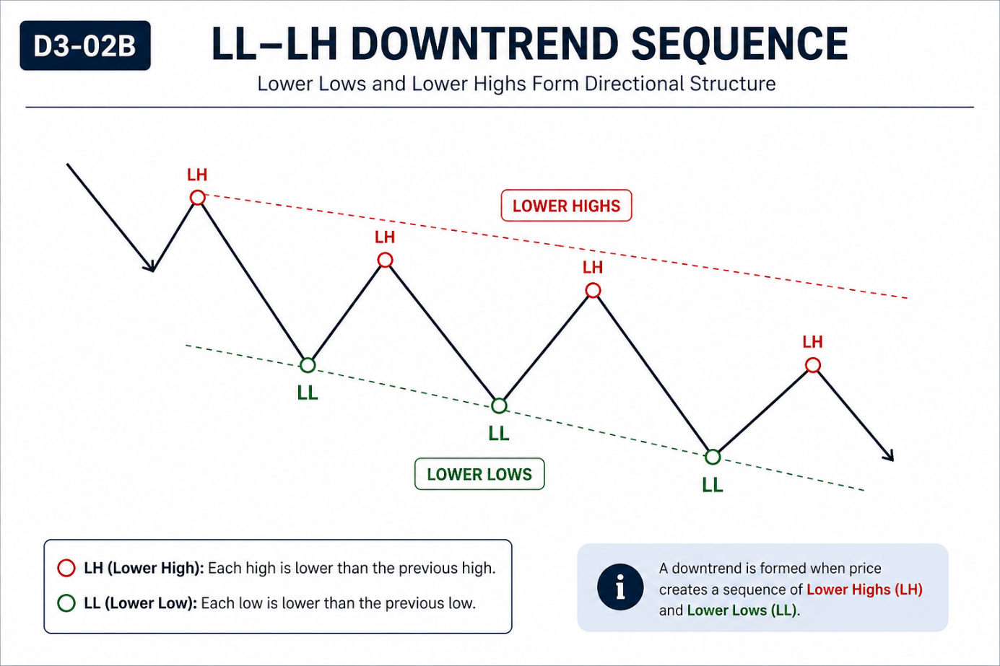 D3-02B
LL–LH DOWNTREND SEQUENCE
Lower Lows and Lower Highs Form Directional Structure
LH
LOWER HIGHS
LH
LH
LH
LL
LL
LOWER LOWS
LL
LH (Lower High): Each high is lower than the previous high.
LL (Lower Low): Each low is lower than the previous low.
i
A downtrend is formed when price
creates a sequence of Lower Highs (LH)
and Lower Lows (LL).